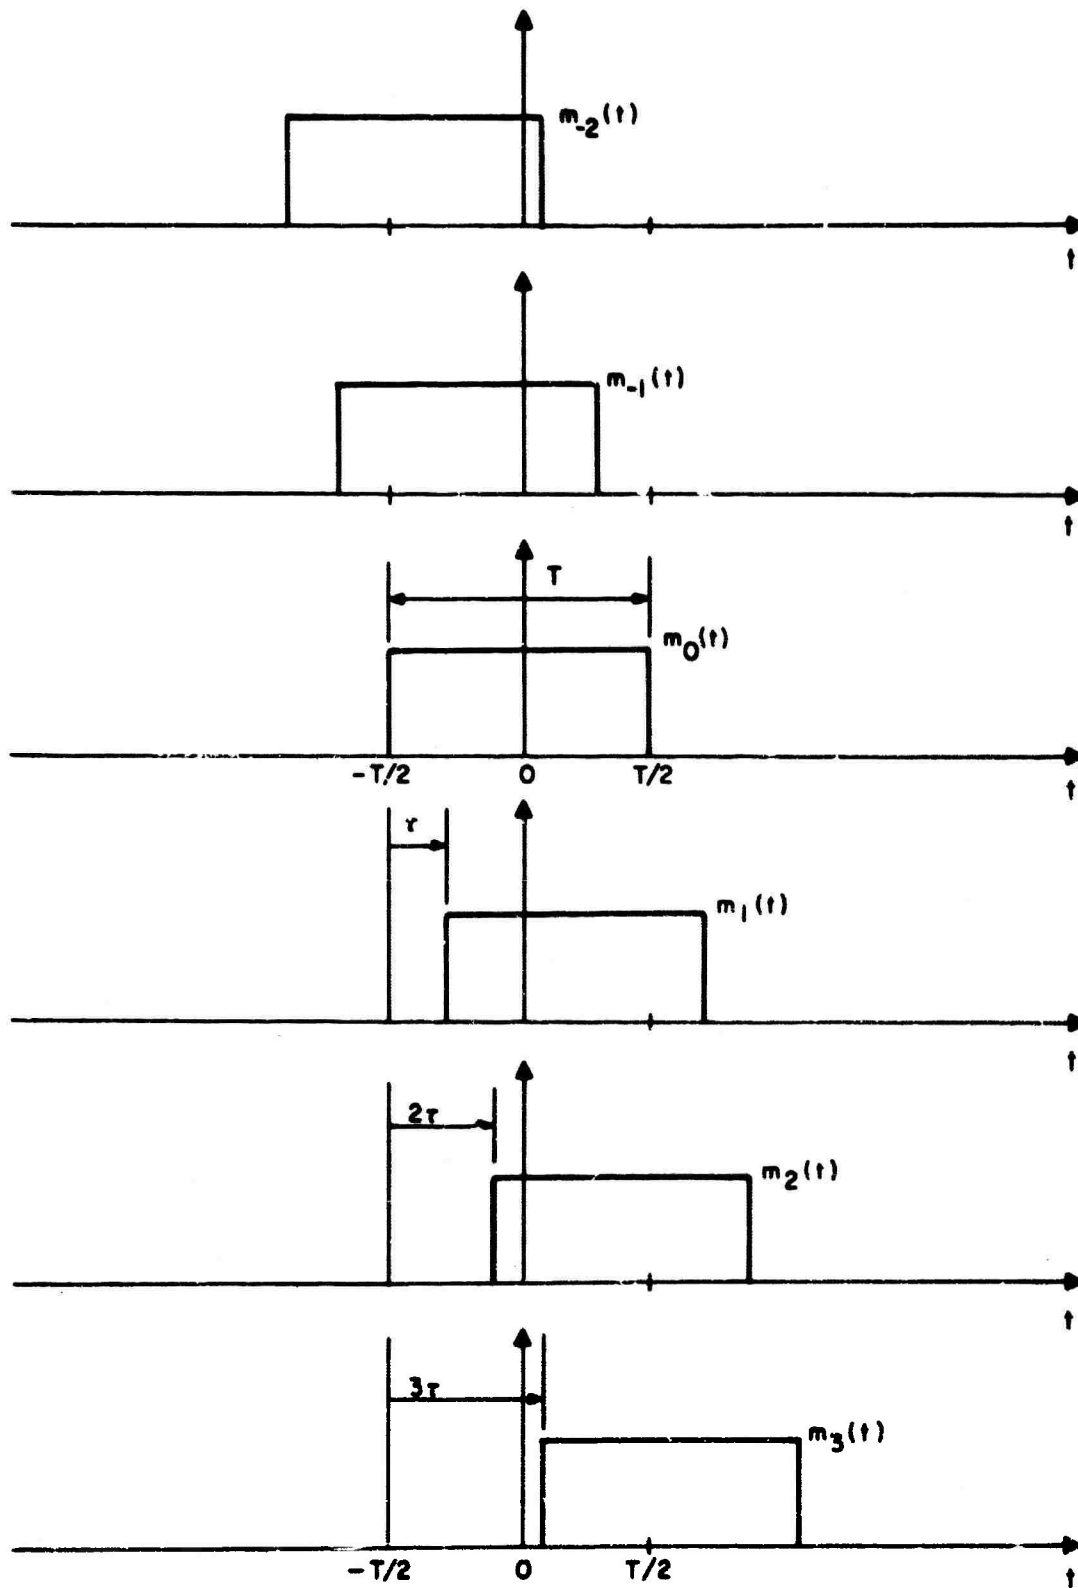 m₋₂(t)
t
m₋₁(t)
t
T
m₀(t)
-T/2 0 T/2
t
τ
m₁(t)
t
2τ
m₂(t)
t
3τ
m₃(t)
-T/2 0 T/2
t